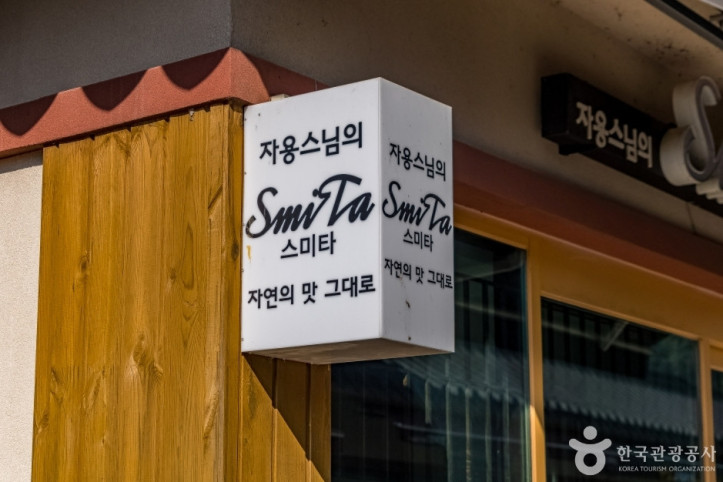 자용스님의
SmiTa
스미타
자연의 맛 그대로
자용스님의
SmiTa
스미타
자연의 맛 그대로
자용스님의
S
한국관광공사
KOREA TOURISM ORGANIZATION